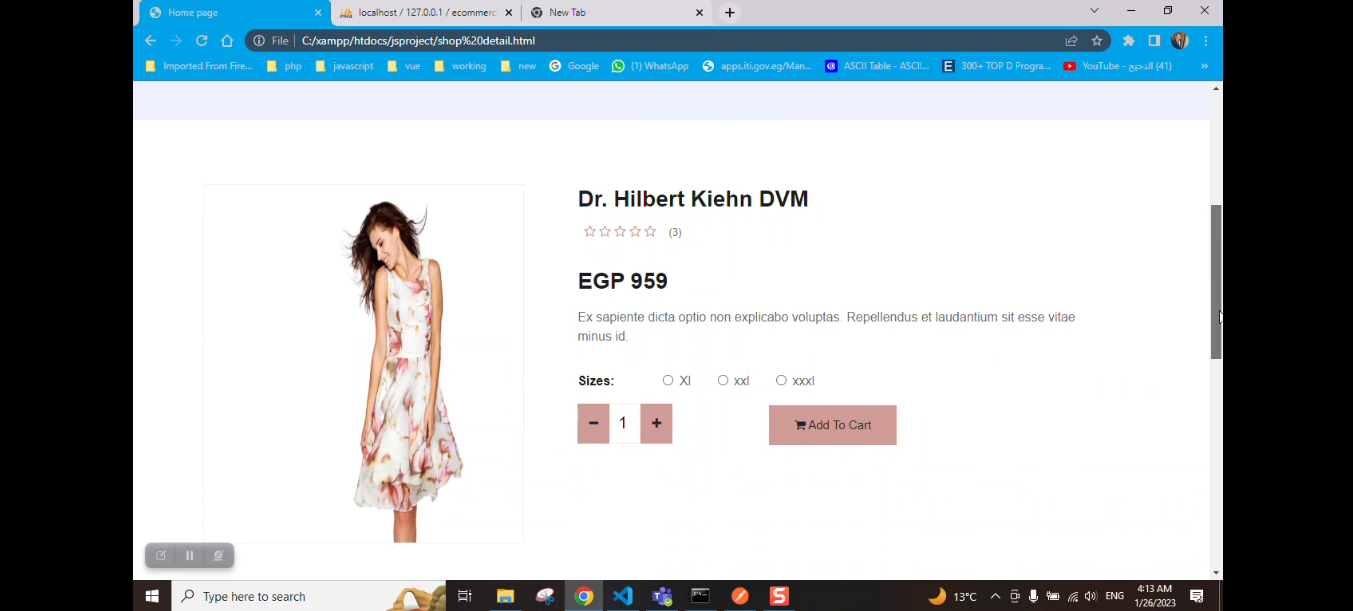 Home page
localhost / 127.0.0.1 / ecommerc
New Tab
File
C:/xampp/htdocs/jsproject/shop%20detail.html
Imported From Fire...
php
javascript
vue
working
new
Google
(1) WhatsApp
apps.iti.gov.eg/Man...
ASCII Table - ASCII...
300+ TOP D Progra...
YouTube - الدحيح (41)
»
Dr. Hilbert Kiehn DVM
(3)
EGP 959
Ex sapiente dicta optio non explicabo voluptas. Repellendus et laudantium sit esse vitae
minus id.
Sizes:
Xl
xxl
xxxl
1
Add To Cart
Type here to search
13°C
ENG
4:13 AM
1/26/2023